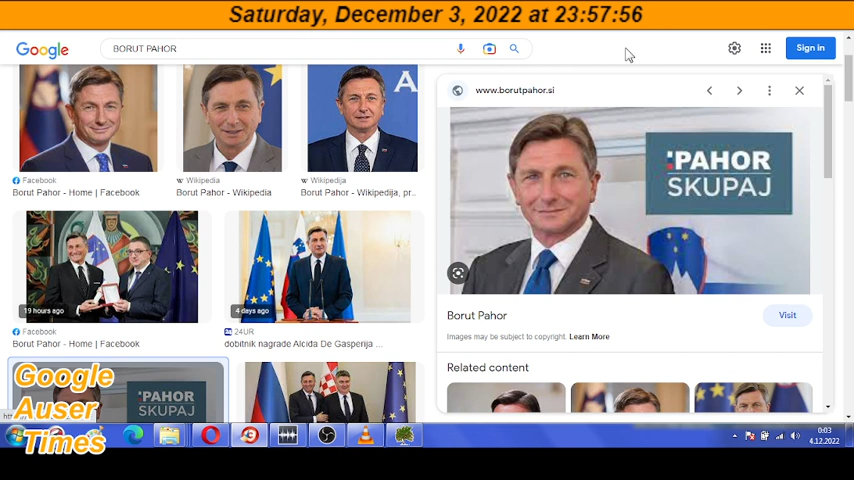 Saturday, December 3, 2022 at 23:57:56
Google
BORUT PAHOR
Sign in
Facebook
Borut Pahor - Home | Facebook
W Wikipedia
Borut Pahor - Wikipedia
W Wikipedija
Borut Pahor - Wikipedija, pr...
A
19 hours ago
Facebook
Borut Pahor - Home | Facebook
4 days ago
24UR
dobitnik nagrade Alcida De Gasperija ...
PAHOR
SKUPAJ
www.borutpahor.si
PAHOR
SKUPAJ
Borut Pahor
Visit
Images may be subject to copyright. Learn More
Related content
Google
Auser
Times
0:03
4.12.2022